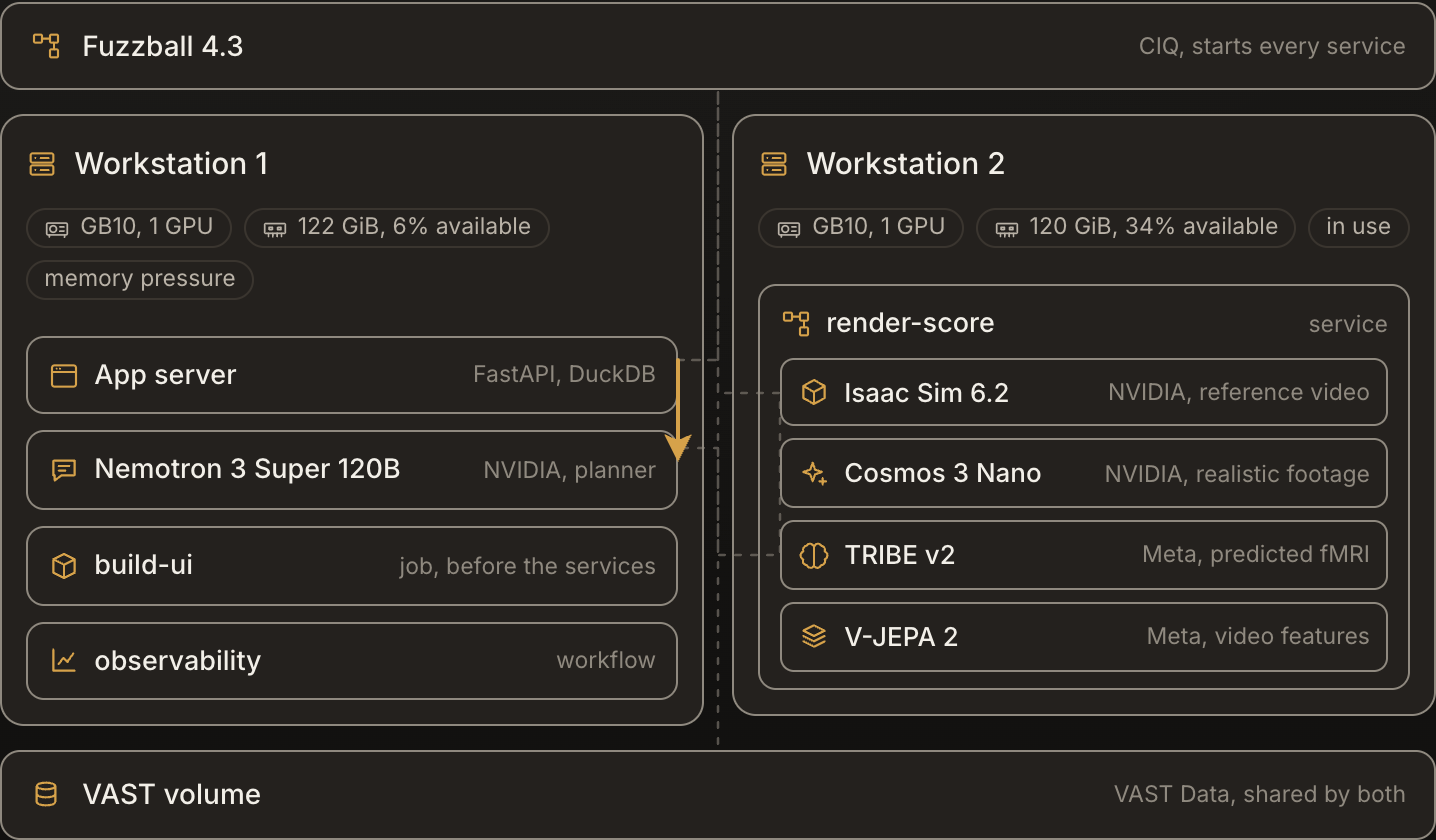 Fuzzball 4.3
CIQ, starts every service
Workstation 1
GB10, 1 GPU
122 GiB, 6% available
memory pressure
App server
FastAPI, DuckDB
Nemotron 3 Super 120B
NVIDIA, planner
build-ui
job, before the services
observability
workflow
Workstation 2
GB10, 1 GPU
120 GiB, 34% available
in use
render-score
service
Isaac Sim 6.2
NVIDIA, reference video
Cosmos 3 Nano
NVIDIA, realistic footage
TRIBE v2
Meta, predicted fMRI
V-JEPA 2
Meta, video features
VAST volume
VAST Data, shared by both